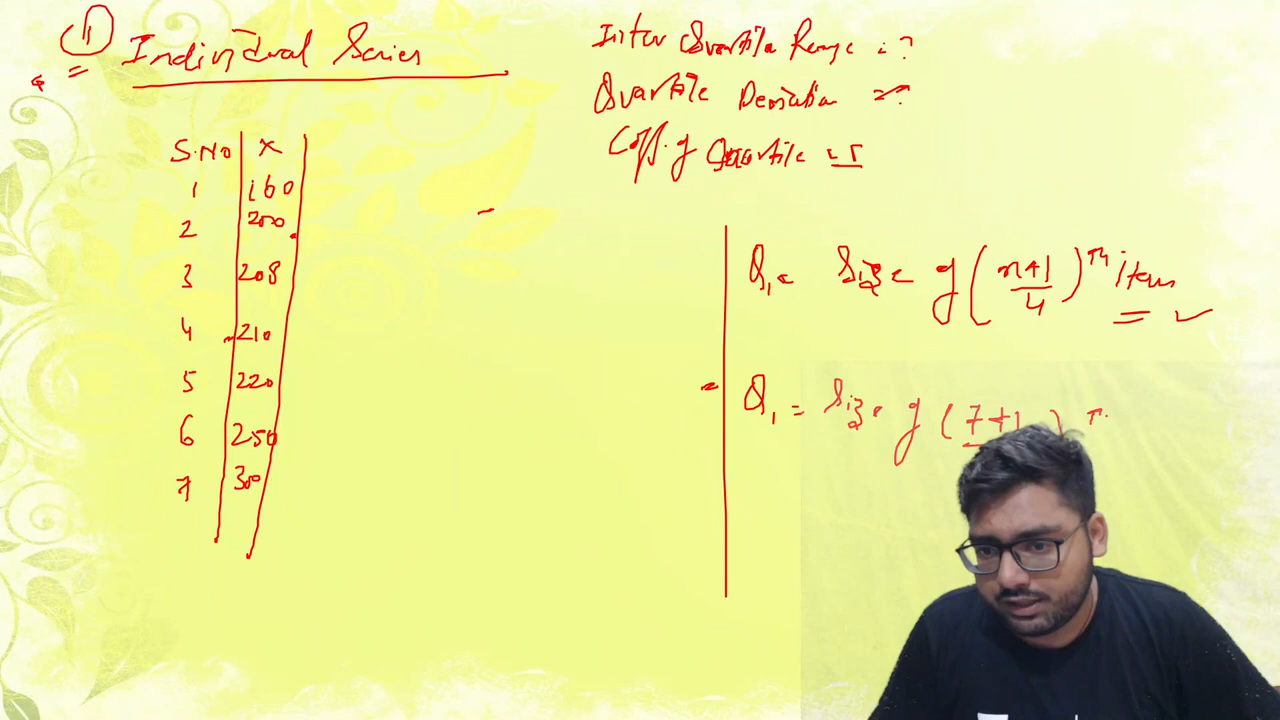 1 Individual Series
Inter Quartile Range = ?
Quartile Deviation = ?
Coff. of Quartile = ?
S.No X
1 160
2 200
3 208
4 210
5 220
6 250
7 300
Q₁ = Size of (n+1/4)th item
Q₁ = Size of (7+1